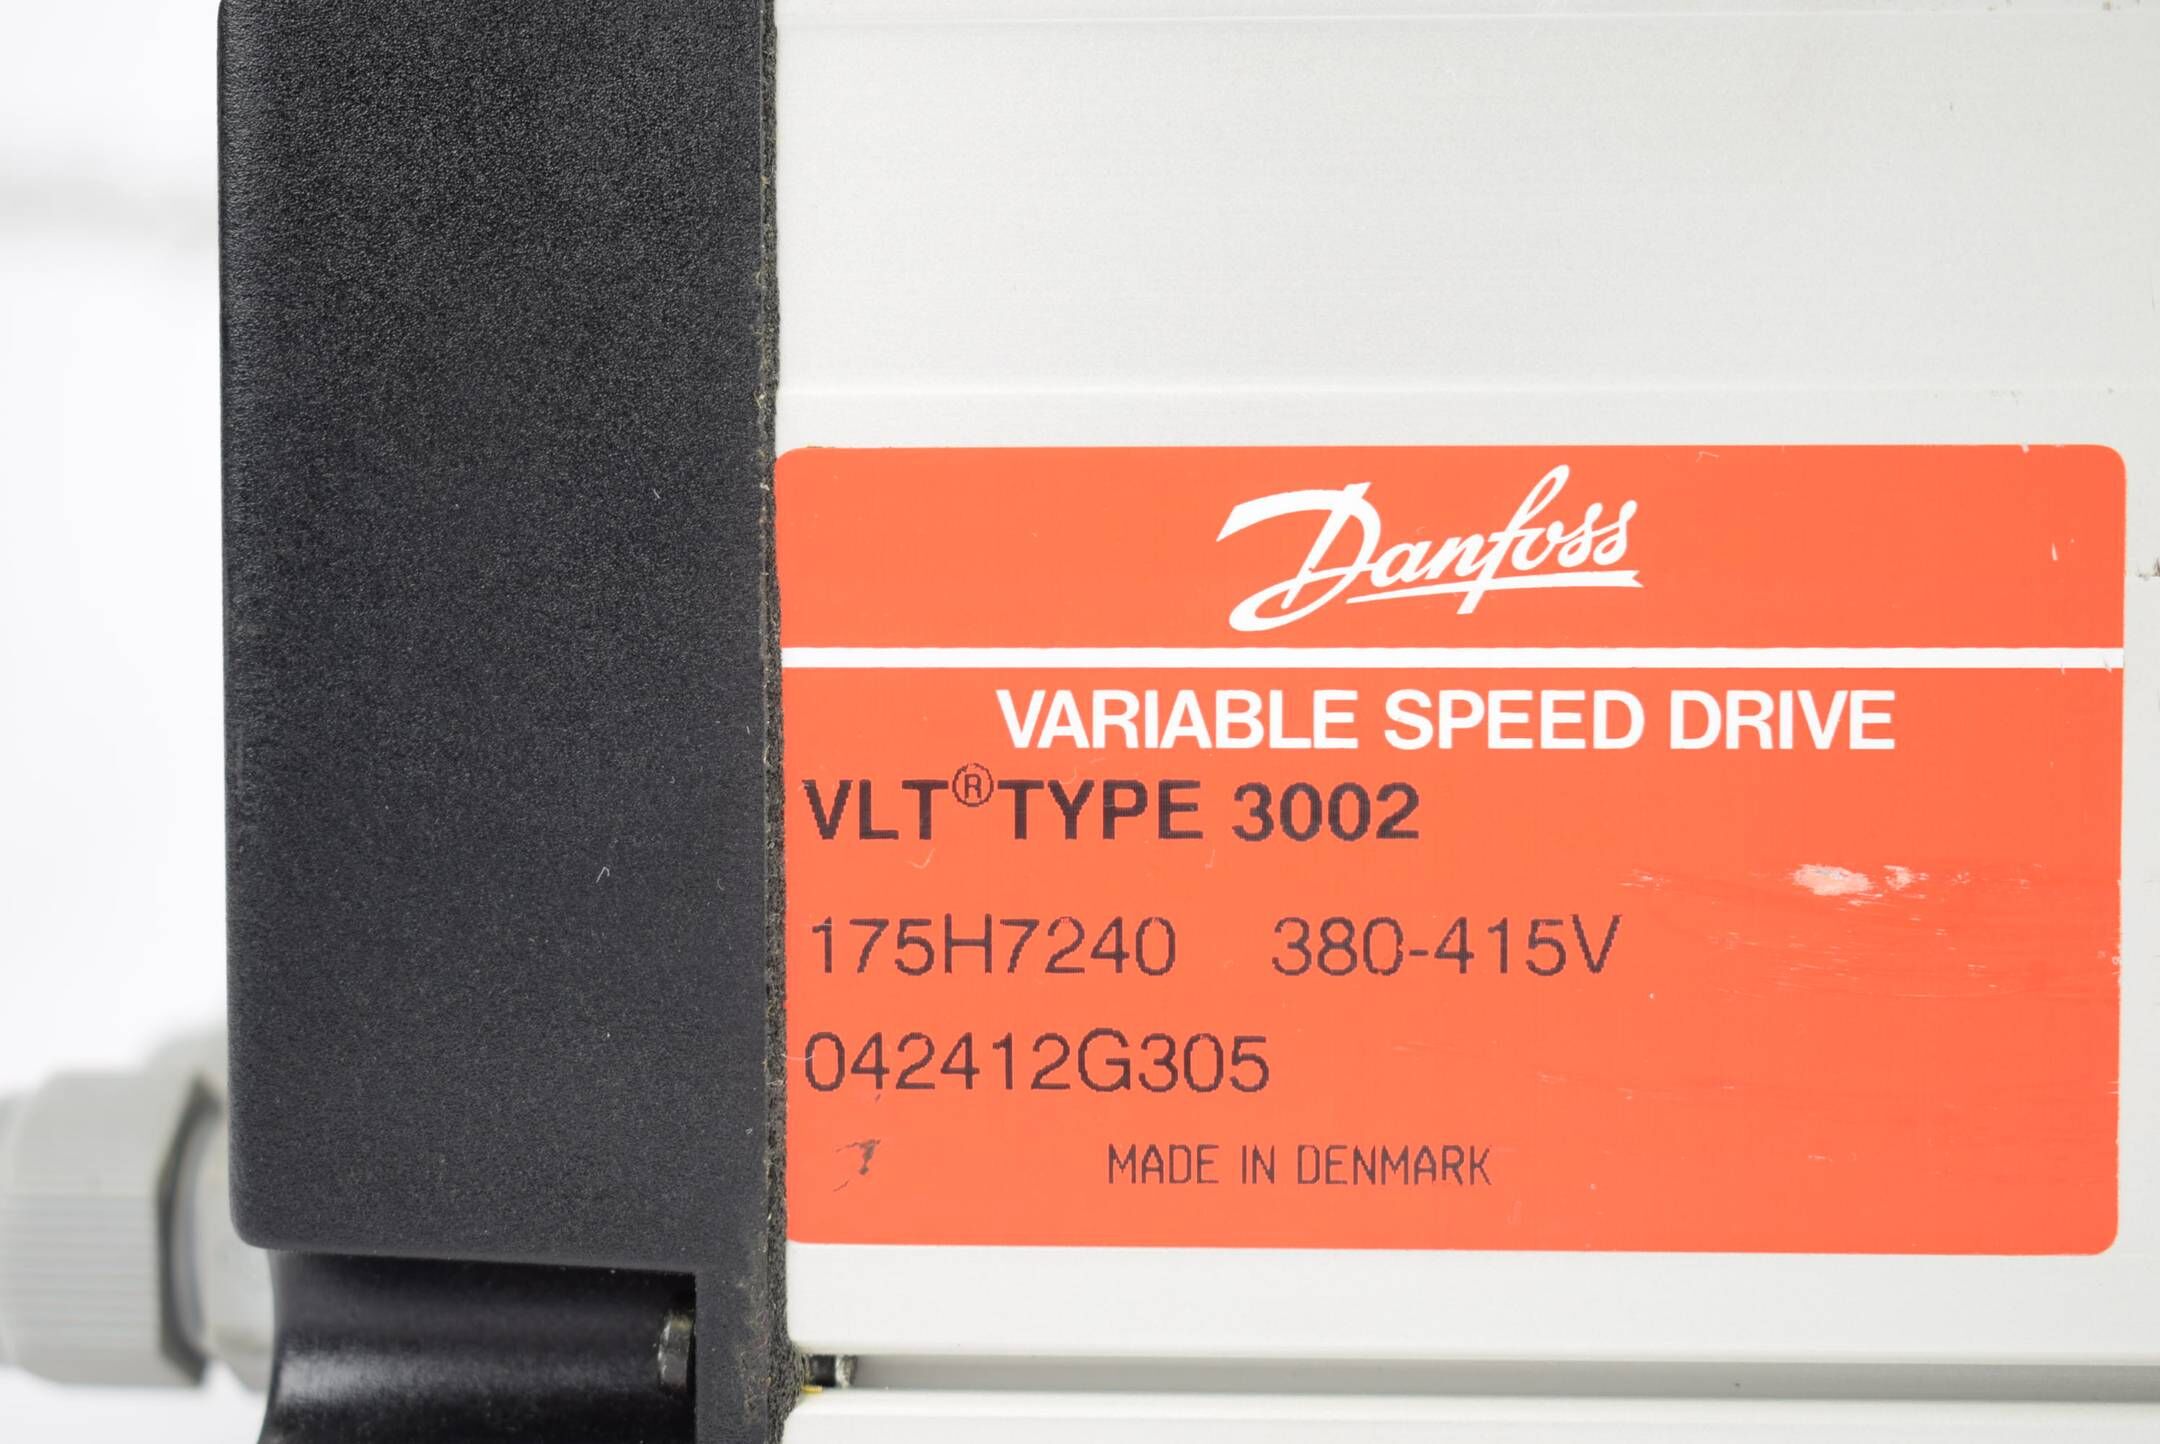 Danfoss
VARIABLE SPEED DRIVE
VLT® TYPE 3002
175H7240 380-415V
042412G305
MADE IN DENMARK